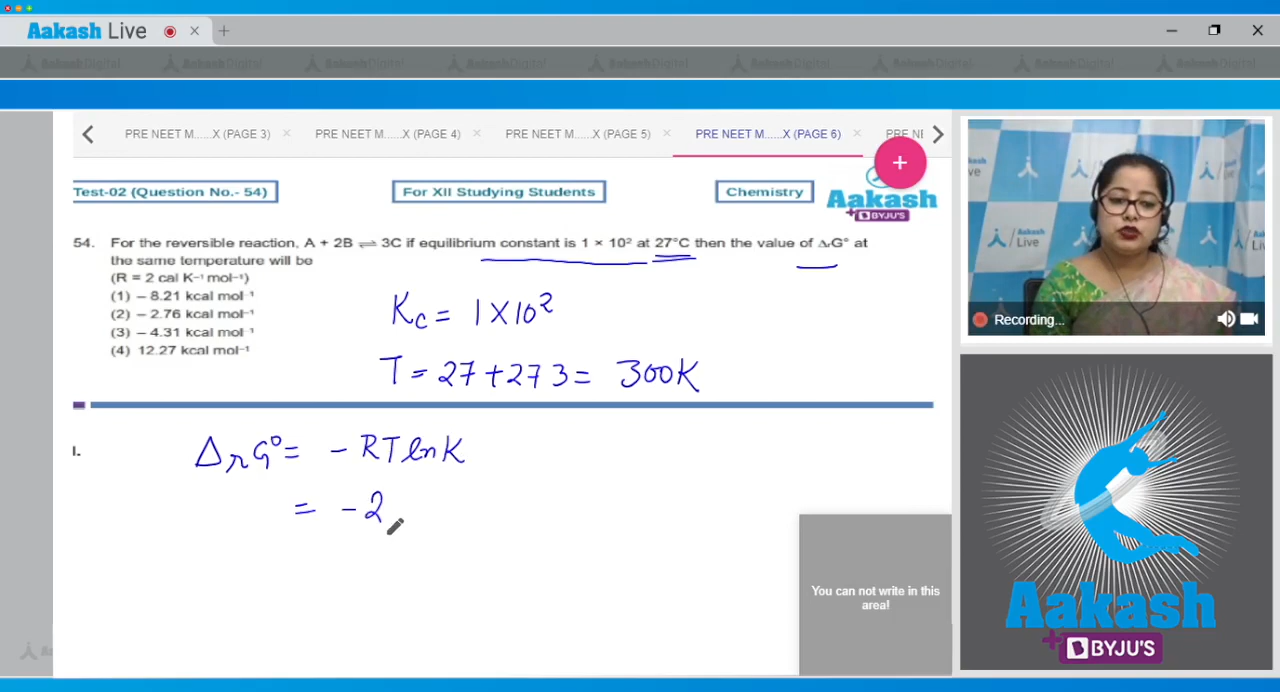 Aakash Live
PRE NEET M......X (PAGE 3)
PRE NEET M......X (PAGE 4)
PRE NEET M......X (PAGE 5)
PRE NEET M......X (PAGE 6)
PRE NE
Test-02 (Question No.- 54)
For XII Studying Students
Chemistry
Aakash
+BYJU'S
54. For the reversible reaction, A + 2B ⇌ 3C if equilibrium constant is 1 × 10² at 27°C then the value of ΔrG° at
the same temperature will be
(R = 2 cal K⁻¹ mol⁻¹)
(1) – 8.21 kcal mol⁻¹
(2) – 2.76 kcal mol⁻¹
(3) – 4.31 kcal mol⁻¹
(4) 12.27 kcal mol⁻¹
Kc = 1 X 10²
T = 27 + 273 = 300K
I.
ΔrG° = - RT ln K
= - 2
You can not write in this
area!
Recording...
Aakash
+BYJU'S